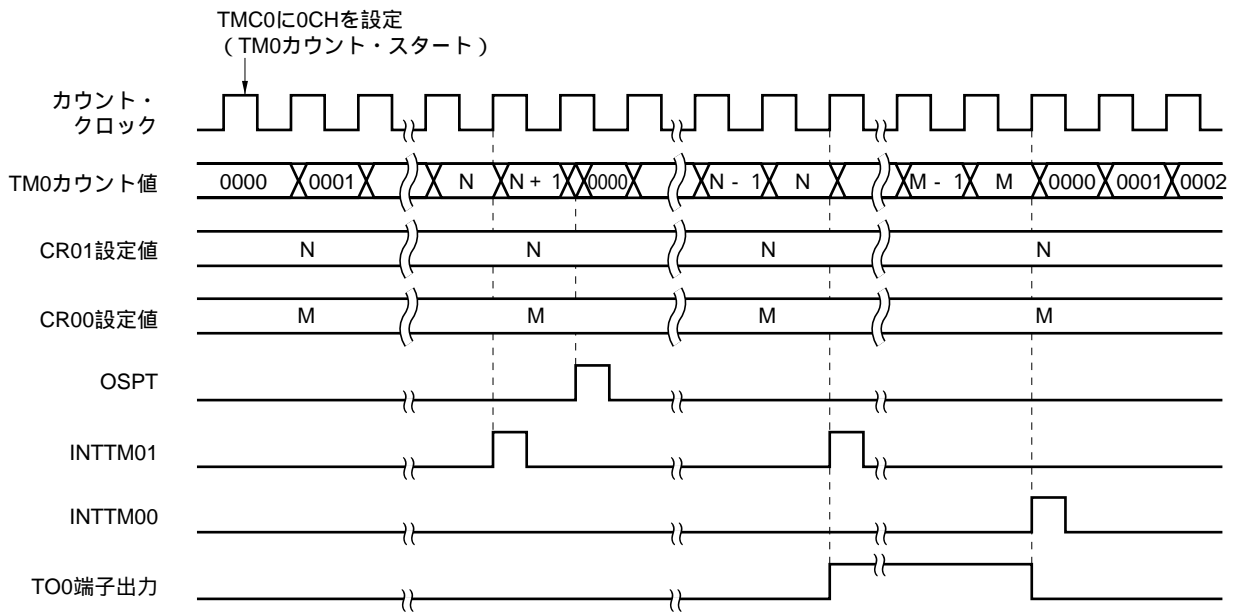 TMC0に0CHを設定
（TM0カウント・スタート）
カウント・
クロック
TM0カウント値 0000 0001 N N + 1 0000 N - 1 N M - 1 M 0000 0001 0002
CR01設定値 N N N N
CR00設定値 M M M M
OSPT
INTTM01
INTTM00
TO0端子出力